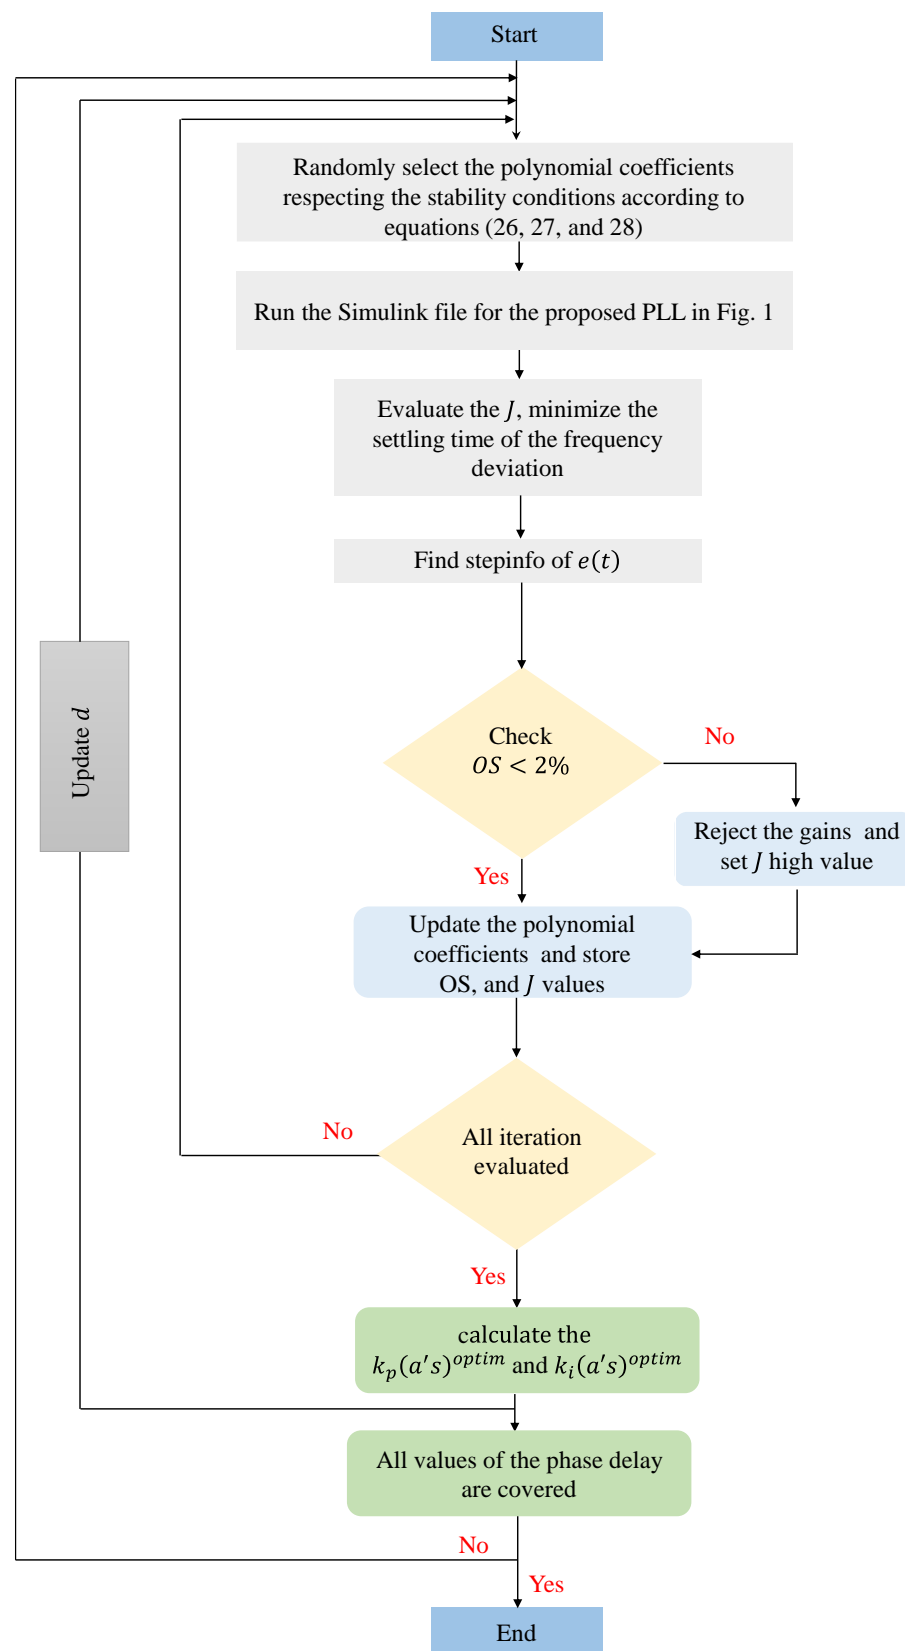 Start
Randomly select the polynomial coefficients
respecting the stability conditions according to
equations (26, 27, and 28)
Run the Simulink file for the proposed PLL in Fig. 1
Evaluate the J, minimize the
settling time of the frequency
deviation
Find stepinfo of e(t)
Update d
Check
OS < 2%
No
Reject the gains and
set J high value
Yes
Update the polynomial
coefficients and store
OS, and J values
No
All iteration
evaluated
Yes
calculate the
k_p(a's)^{optim} and k_i(a's)^{optim}
All values of the phase delay
are covered
No
Yes
End